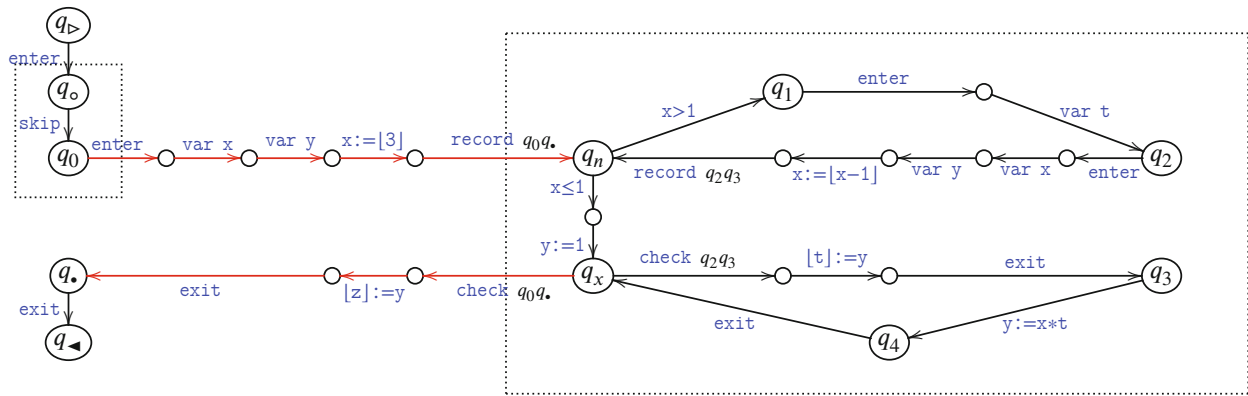 q▷
enter
q∘ q₁ enter
skip x>1 var t
q₀ enter var x var y x:=⌊3⌋ record q₀q• qₙ record q₂q₃ x:=⌊x−1⌋ var y var x enter q₂
x≤1
y:=1
q• exit ⌊z⌋:=y check q₀q• qₓ check q₂q₃ ⌊t⌋:=y exit q₃
exit exit y:=x*t
q◄ q₄